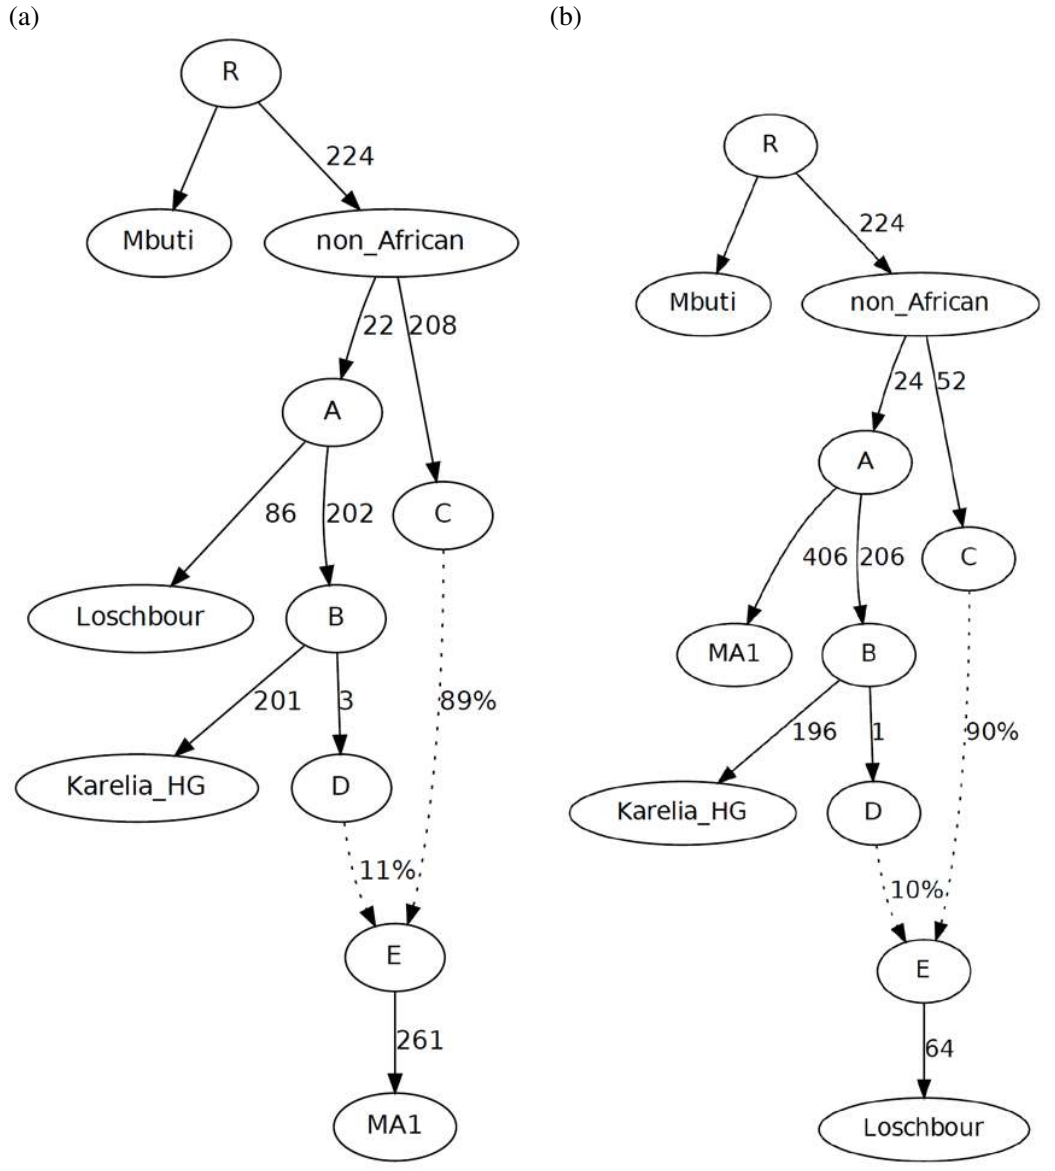 (a)
R
224
Mbuti
non_African
22
208
A
86
202
C
Loschbour
B
201
3
89%
Karelia_HG
D
11%
E
261
MA1
(b)
R
224
Mbuti
non_African
24
52
A
406
206
C
MA1
B
196
1
90%
Karelia_HG
D
10%
E
64
Loschbour